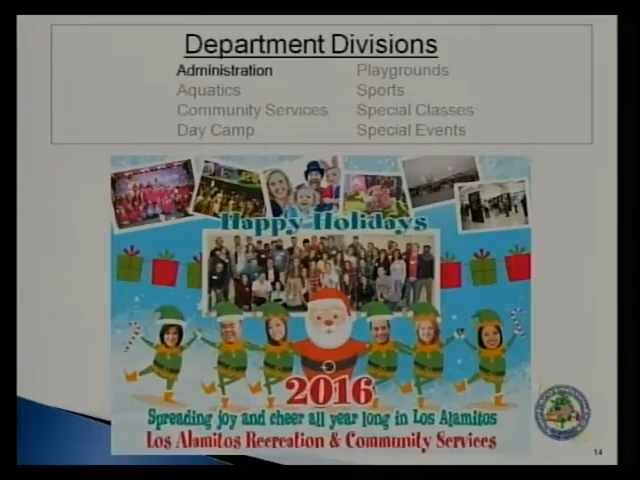 Department Divisions
Administration
Playgrounds
Aquatics
Sports
Community Services
Special Classes
Day Camp
Special Events
Happy Holidays
2016
Spreading joy and cheer all year long in Los Alamitos
Los Alamitos Recreation & Community Services
14